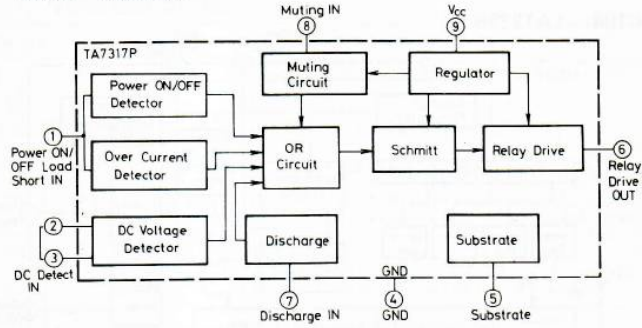 Muting IN
8
Vcc
9
TA7317P
Power ON/OFF
Detector
Muting
Circuit
Regulator
1
Power ON/
OFF Load
Short IN
Over Current
Detector
OR
Circuit
Schmitt
Relay Drive
6
Relay
Drive
OUT
2
3
DC Detect
IN
DC Voltage
Detector
Discharge
Substrate
GND
7
Discharge IN
4
GND
5
Substrate